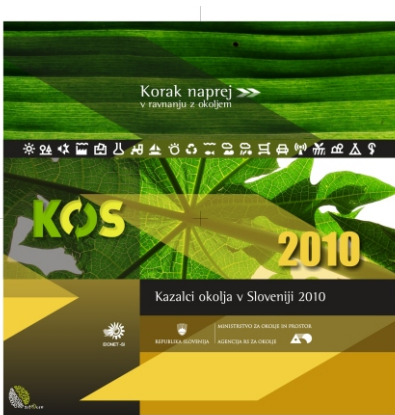 Korak naprej
v ravnanju z okoljem
KOS
2010
Kazalci okolja v Sloveniji 2010
EIONET-SI
REPUBLIKA SLOVENIJA
MINISTRSTVO ZA OKOLJE IN PROSTOR
AGENCIJA RS ZA OKOLJE